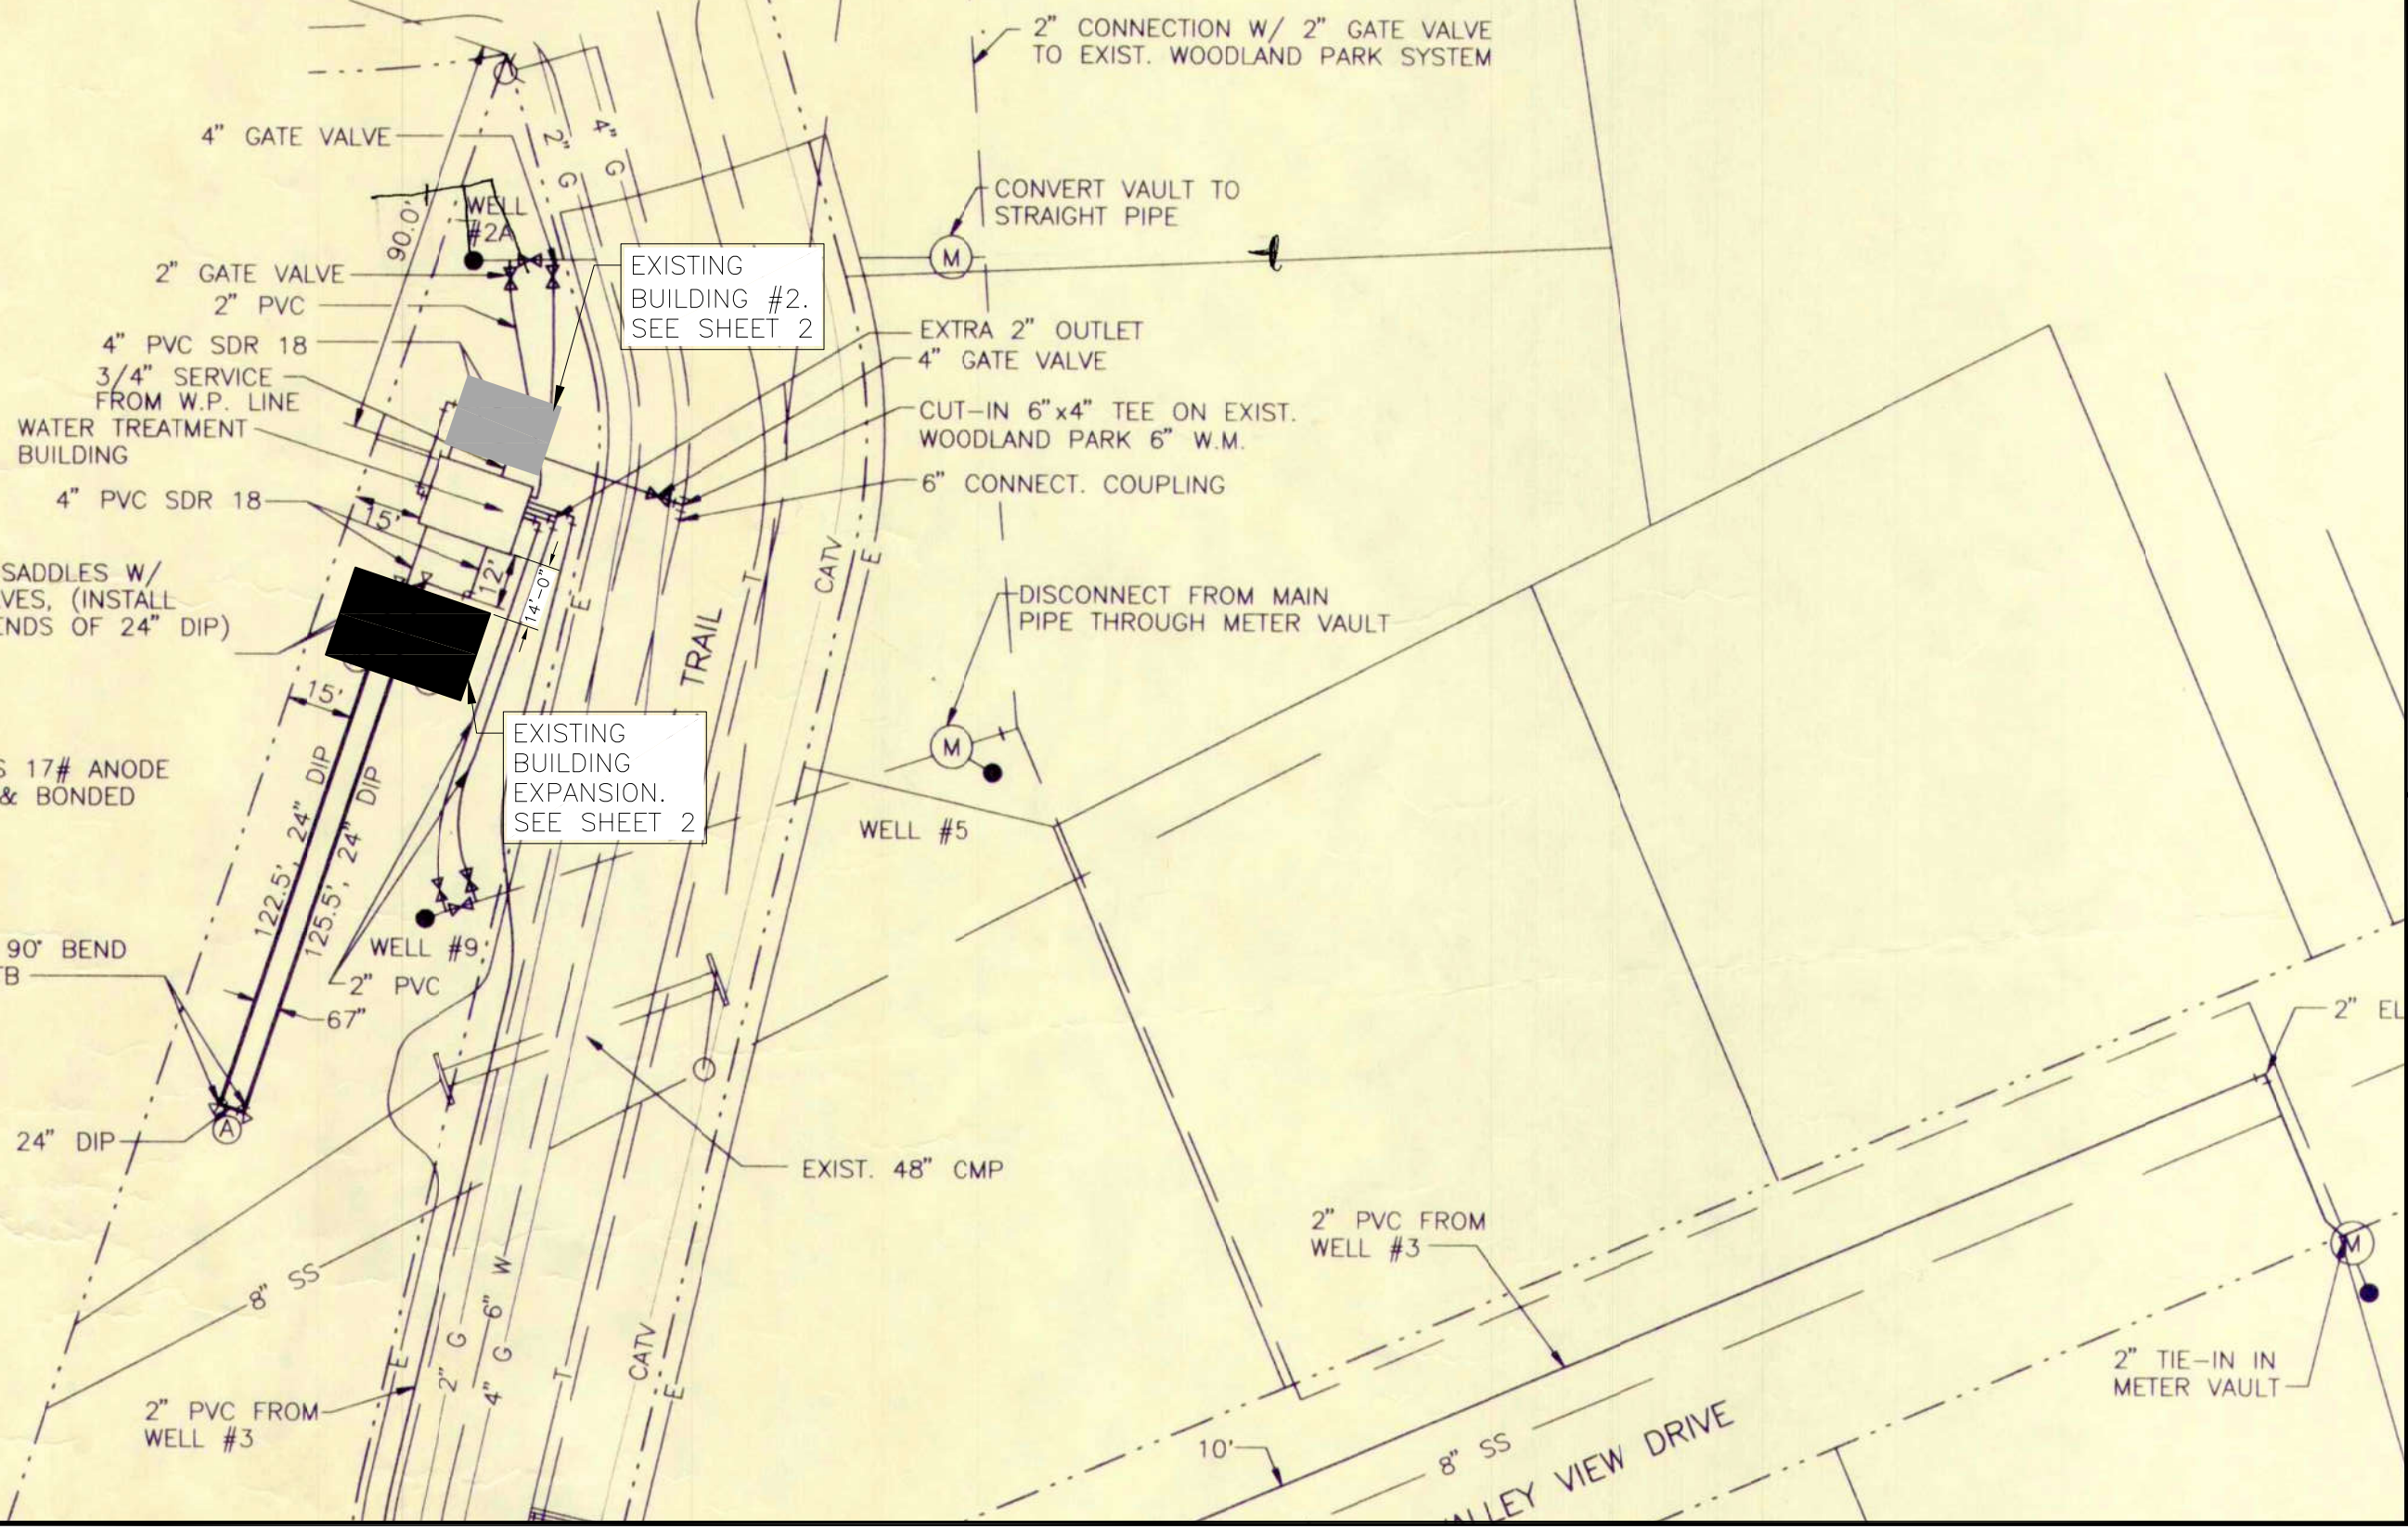 2" CONNECTION W/ 2" GATE VALVE
TO EXIST. WOODLAND PARK SYSTEM
4" GATE VALVE
2" G
4" G
90.0'
WELL
#2A
CONVERT VAULT TO
STRAIGHT PIPE
M
2" GATE VALVE
2" PVC
EXISTING
BUILDING #2.
SEE SHEET 2
4" PVC SDR 18
3/4" SERVICE
FROM W.P. LINE
WATER TREATMENT
BUILDING
4" PVC SDR 18
EXTRA 2" OUTLET
4" GATE VALVE
CUT-IN 6"x4" TEE ON EXIST.
WOODLAND PARK 6" W.M.
6" CONNECT. COUPLING
15'
12'
14'-0"
E
T
CATV
E
TRAIL
SADDLES W/
VES, (INSTALL
ENDS OF 24" DIP)
DISCONNECT FROM MAIN
PIPE THROUGH METER VAULT
15'
M
EXISTING
BUILDING
EXPANSION.
SEE SHEET 2
S 17# ANODE
& BONDED
122.5', 24" DIP
125.5', 24" DIP
WELL #5
WELL #9
90° BEND
TB
2" PVC
67"
2" EL
24" DIP
A
EXIST. 48" CMP
2" PVC FROM
WELL #3
M
8" SS
E
2" G
4" G
6" W
T
CATV
E
2" TIE-IN IN
METER VAULT
2" PVC FROM
WELL #3
10'
8" SS
ALLEY VIEW DRIVE